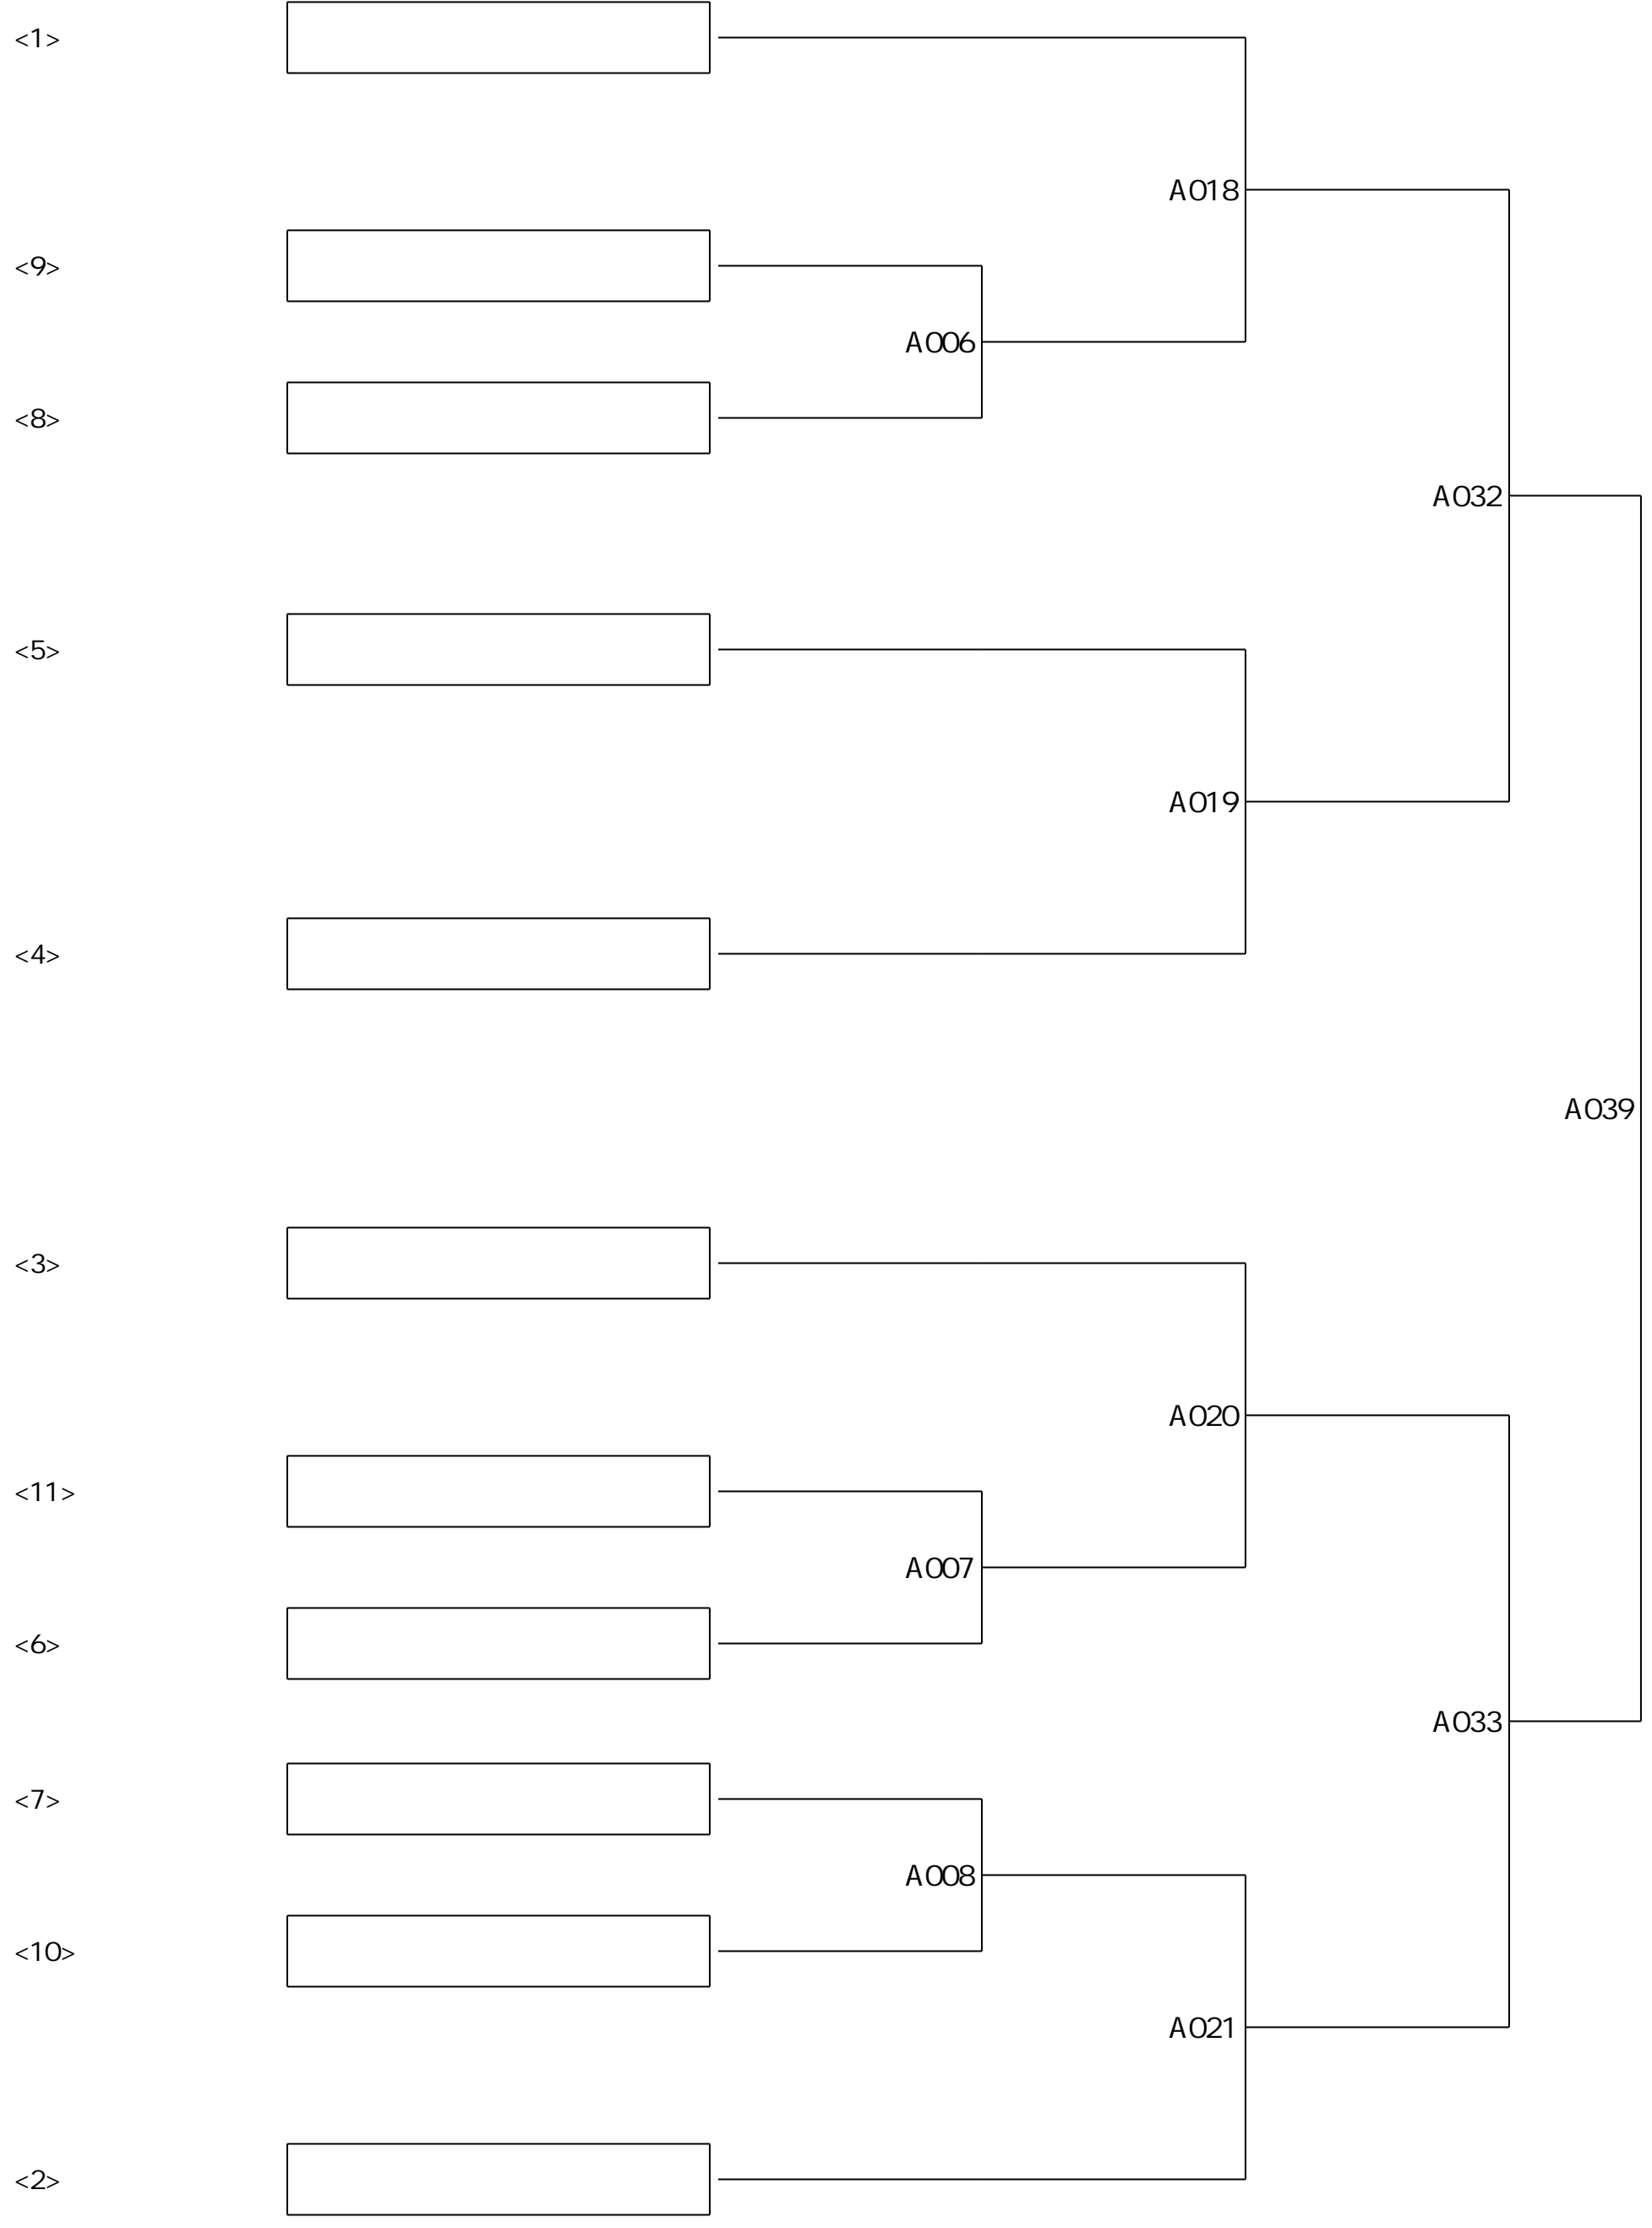 <1>
A018
<9>
A006
<8>
A032
<5>
A019
<4>
A039
<3>
A020
<11>
A007
<6>
A033
<7>
A008
<10>
A021
<2>